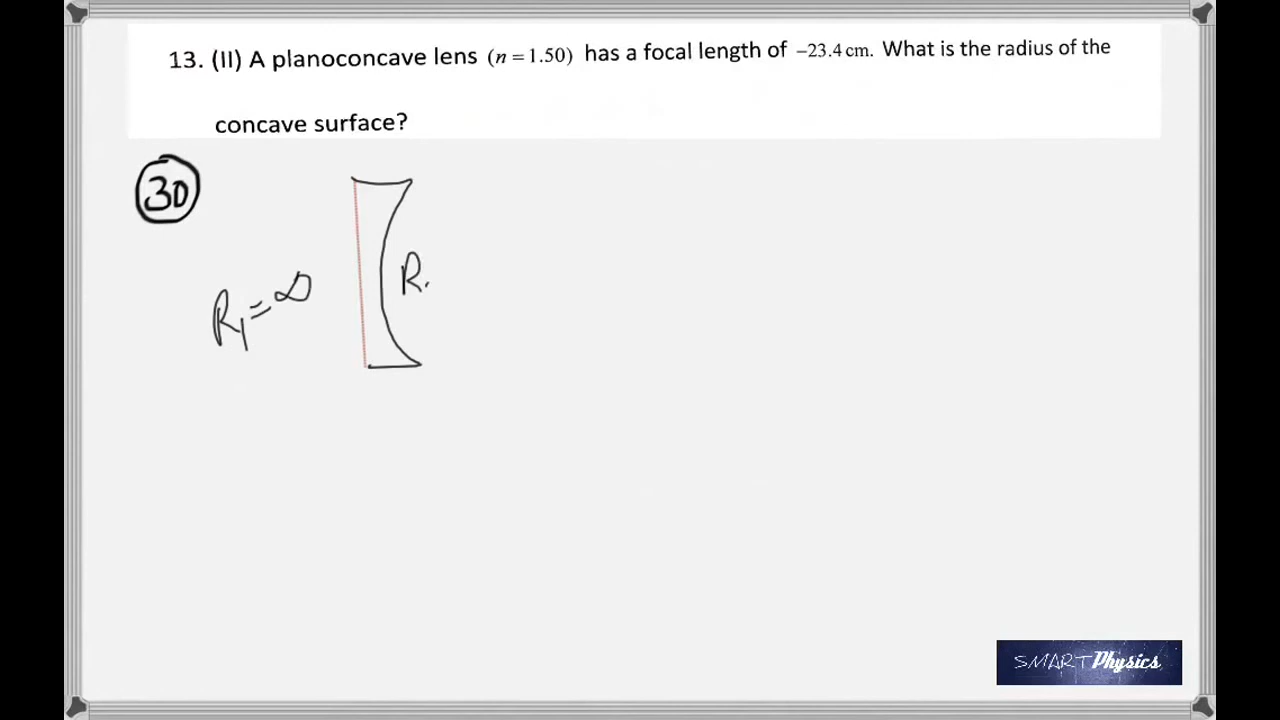 13. (II) A planoconcave lens (n = 1.50) has a focal length of −23.4 cm. What is the radius of the
concave surface?
30
R₁ = ∞
R.
SMART Physics